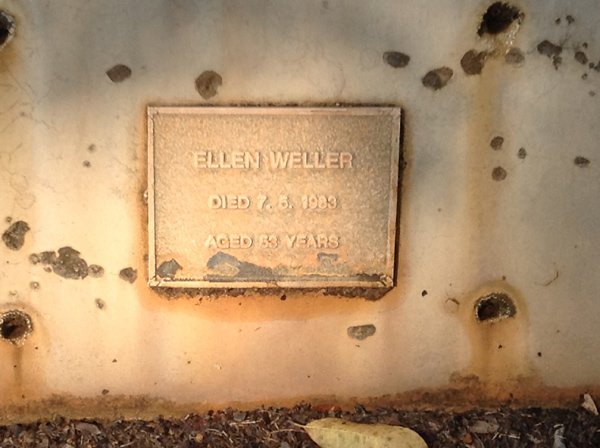 ELLEN WELLER
DIED 7. 5. 1983
AGED 53 YEARS